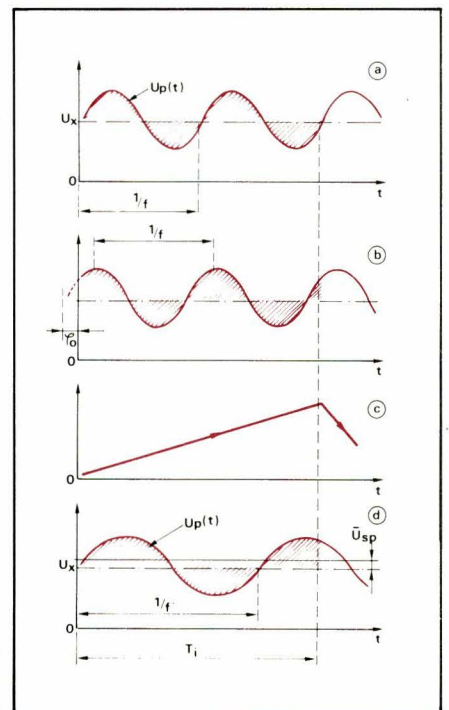 a
Up(t)
Ux
0
t
1/f
1/f
b
φo
0
t
c
0
t
d
Up(t)
Ūsp
Ux
1/f
0
t
Ti